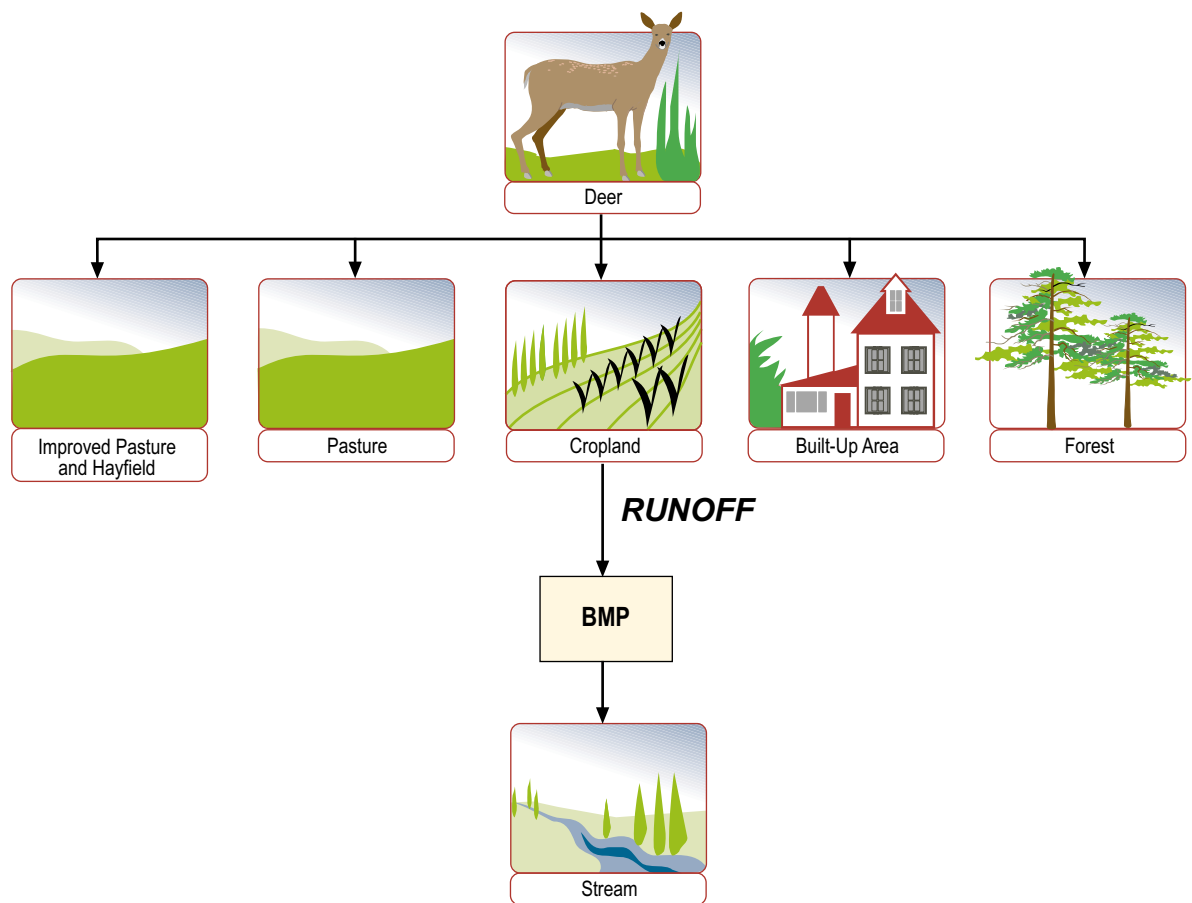 Deer
Improved Pasture
and Hayfield
Pasture
Cropland
Built-Up Area
Forest
RUNOFF
BMP
Stream